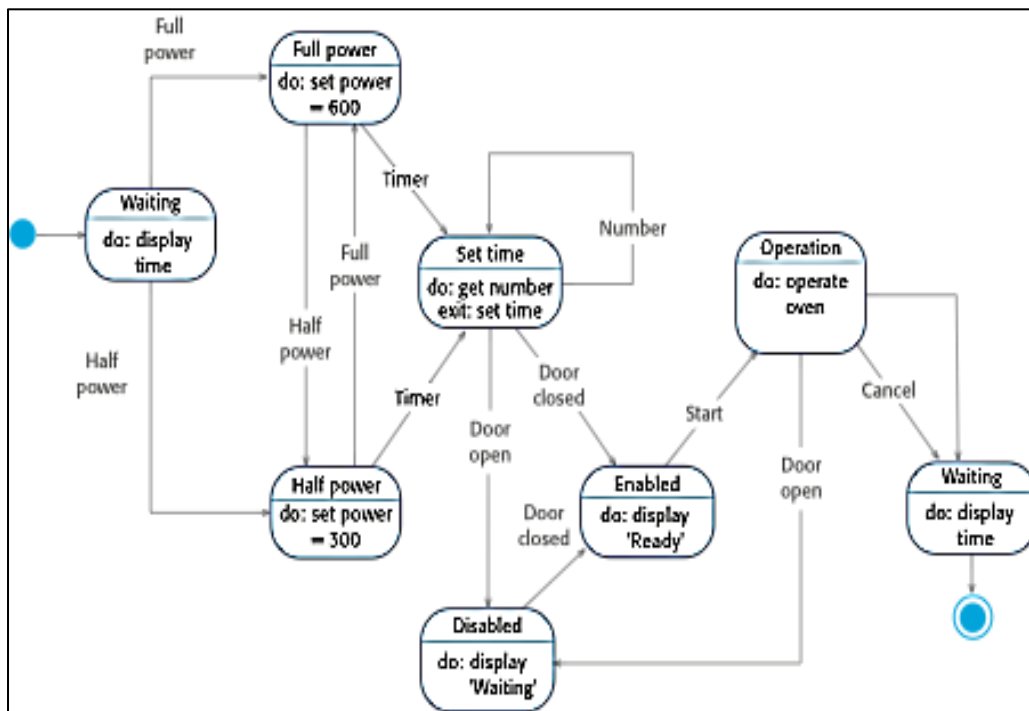 Full
power
Full power
do: set power
= 600
Timer
Waiting
do: display
time
Full
power
Number
Set time
do: get number
exit: set time
Operation
do: operate
oven
Half
power
Half
power
Timer
Door
closed
Door
open
Start
Cancel
Door
open
Half power
do: set power
= 300
Enabled
do: display
'Ready'
Door
closed
Waiting
do: display
time
Disabled
do: display
'Waiting'